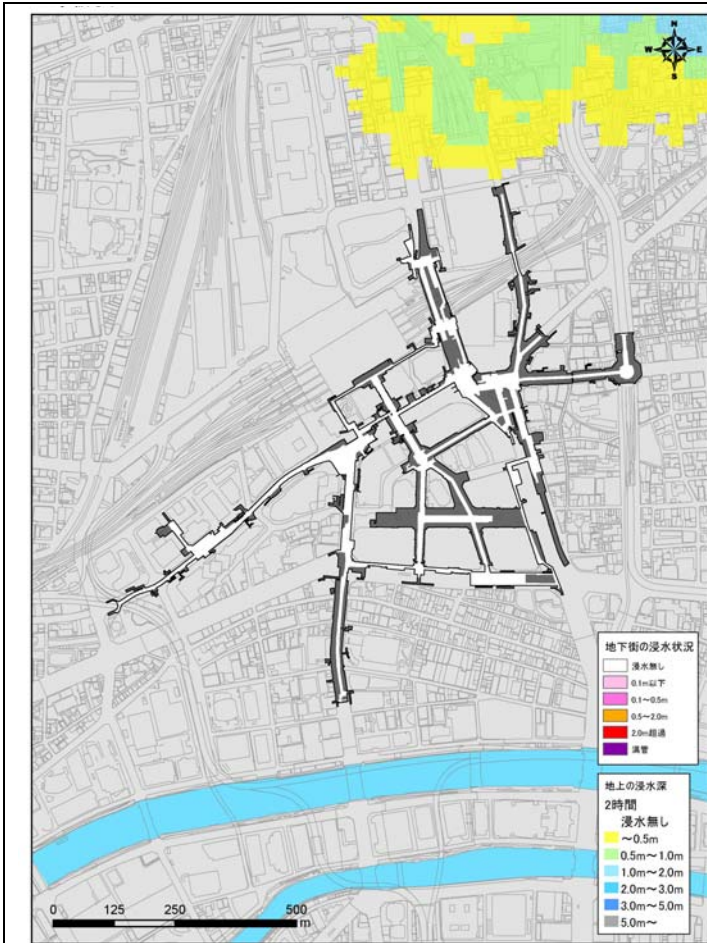 N
W E
S
地下街の浸水状況
浸水無し
0.1m以下
0.1～0.5m
0.5～2.0m
2.0m超過
満管
地上の浸水深
2時間
浸水無し
～0.5m
0.5m～1.0m
1.0m～2.0m
2.0m～3.0m
3.0m～5.0m
5.0m～
0 125 250 500
m